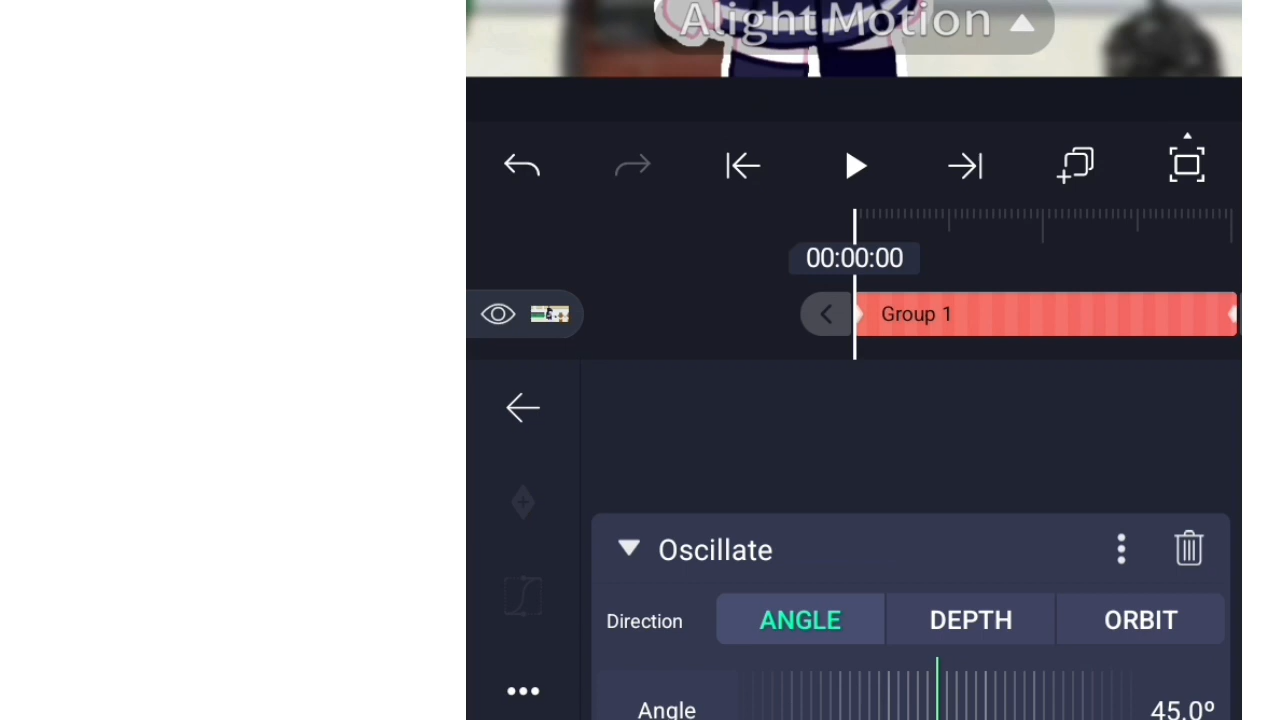 Alight Motion
00:00:00
Group 1
Oscillate
Direction ANGLE DEPTH ORBIT
Angle 45.0º